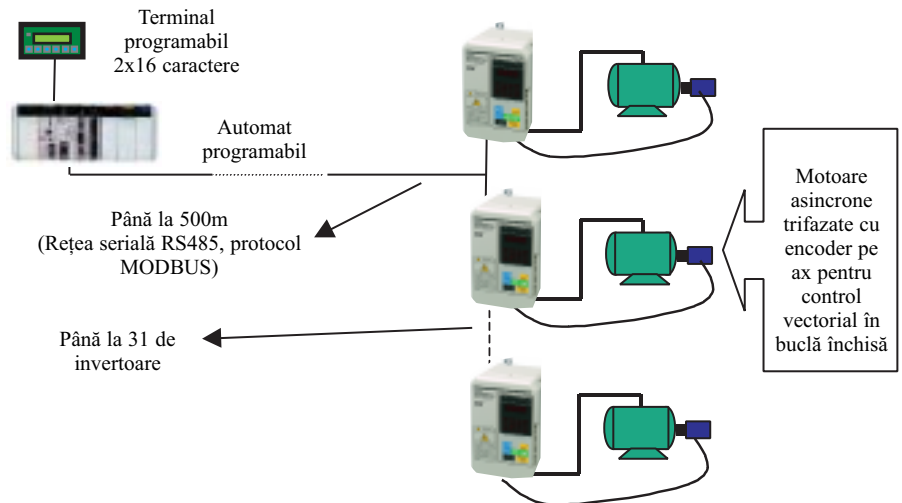 Terminal
programabil
2x16 caractere
Automat
programabil
Până la 500m
(Rețea serială RS485, protocol
MODBUS)
Până la 31 de
invertoare
Motoare
asincrone
trifazate cu
encoder pe
ax pentru
control
vectorial în
buclă închisă